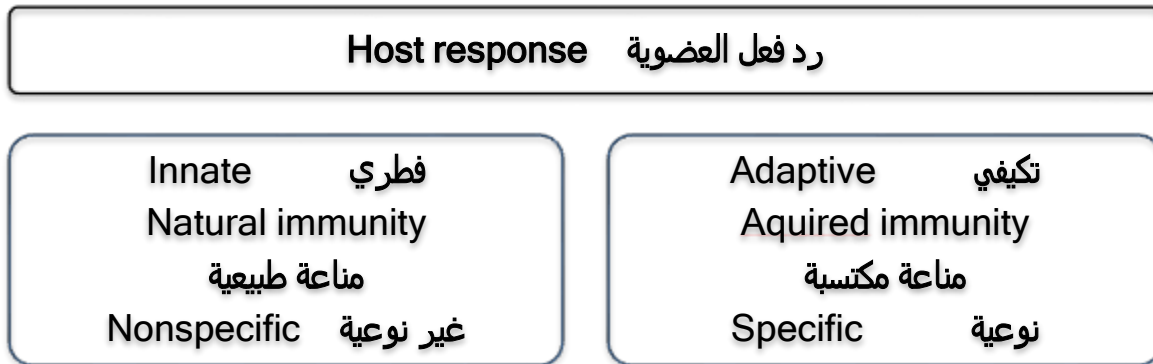 Host response رد فعل العضوية
Innate فطري
Natural immunity
مناعة طبيعية
Nonspecific غير نوعية
Adaptive تكيفي
Aquired immunity
مناعة مكتسبة
Specific نوعية